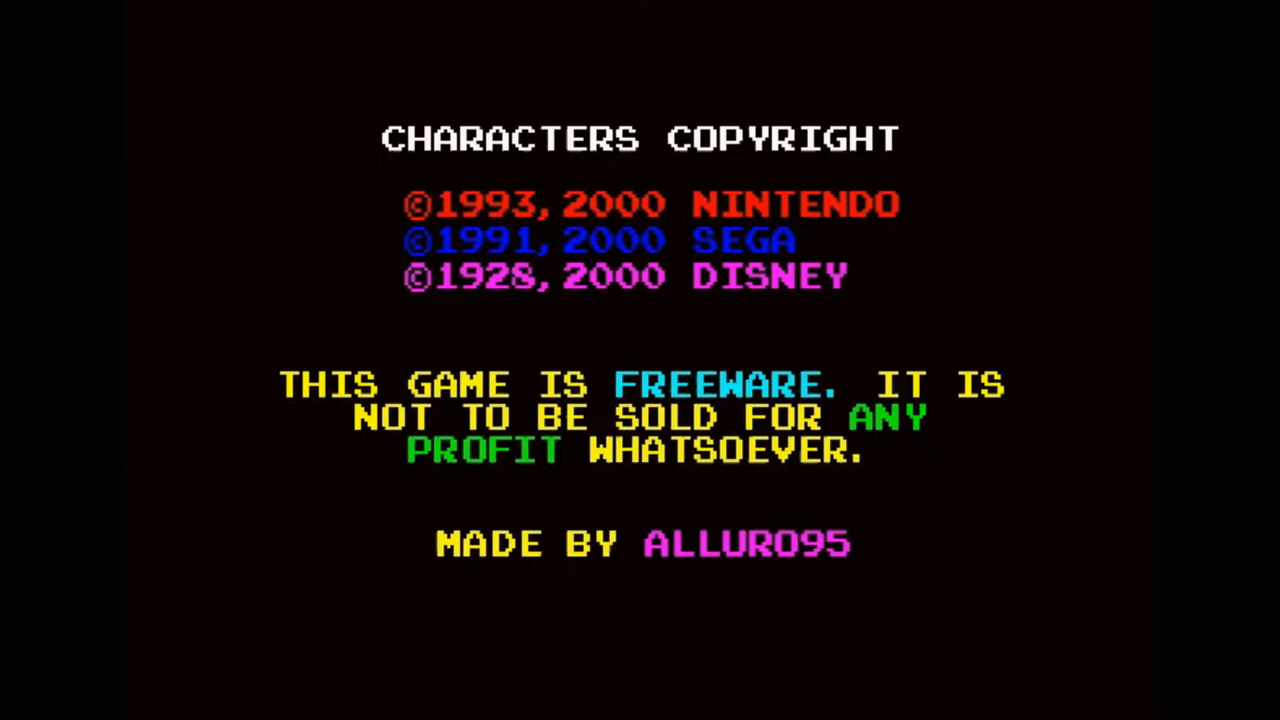 CHARACTERS COPYRIGHT
©1993,2000 NINTENDO
©1991,2000 SEGA
©1928,2000 DISNEY
THIS GAME IS FREEWARE. IT IS
NOT TO BE SOLD FOR ANY
PROFIT WHATSOEVER.
MADE BY ALLURO95